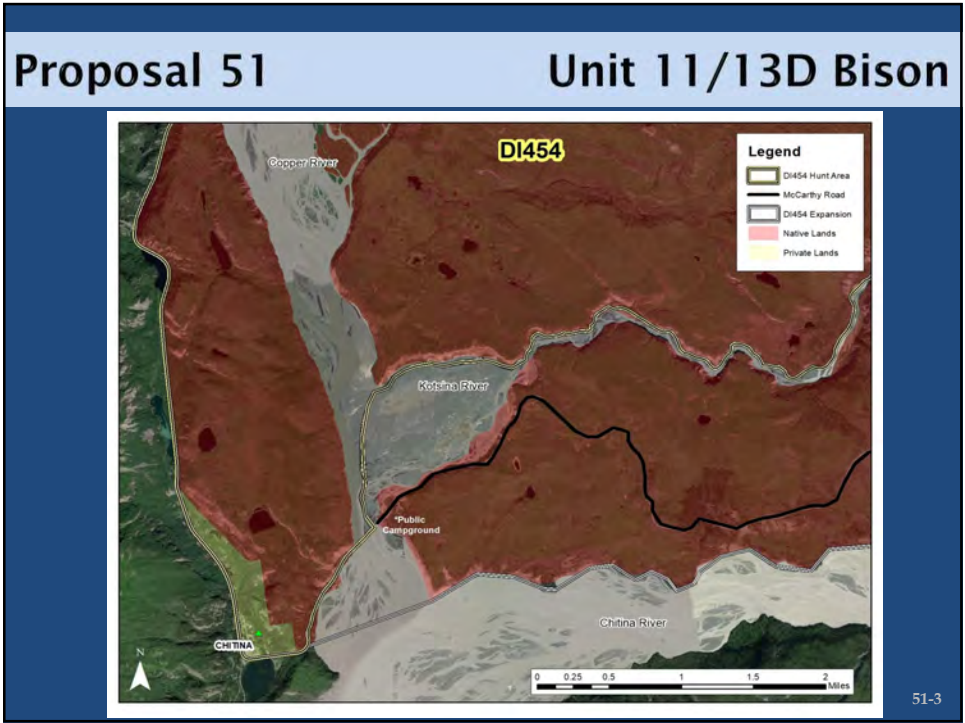 Proposal 51 Unit 11/13D Bison
DI454
Copper River
Legend
DI454 Hunt Area
McCarthy Road
DI454 Expansion
Native Lands
Private Lands
Kotsina River
*Public
Campground
Chitina River
CHITINA
N
0 0.25 0.5 1 1.5 2
Miles
51-3